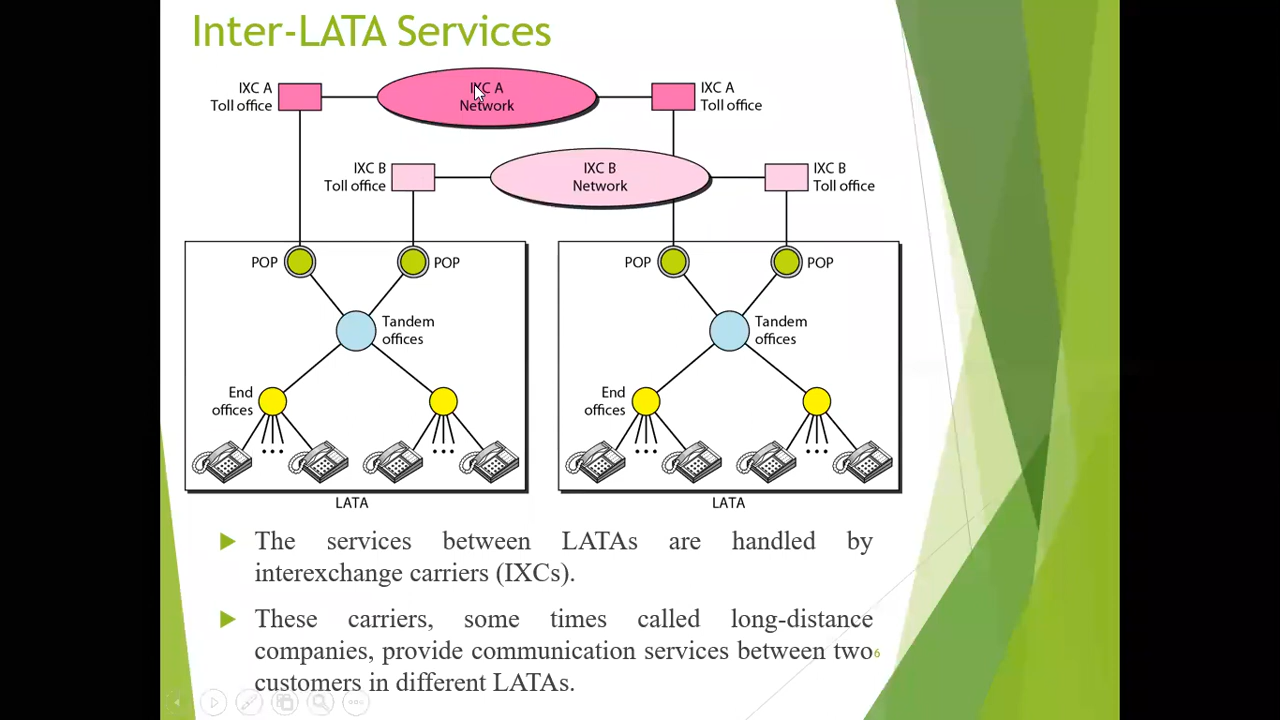 Inter-LATA Services
IXC A
Toll office
IXC A
Network
IXC A
Toll office
IXC B
Toll office
IXC B
Network
IXC B
Toll office
POP
POP
POP
POP
Tandem
offices
Tandem
offices
End
offices
End
offices
LATA
LATA
The services between LATAs are handled by
interexchange carriers (IXCs).
These carriers, some times called long-distance
companies, provide communication services between two
customers in different LATAs.
6